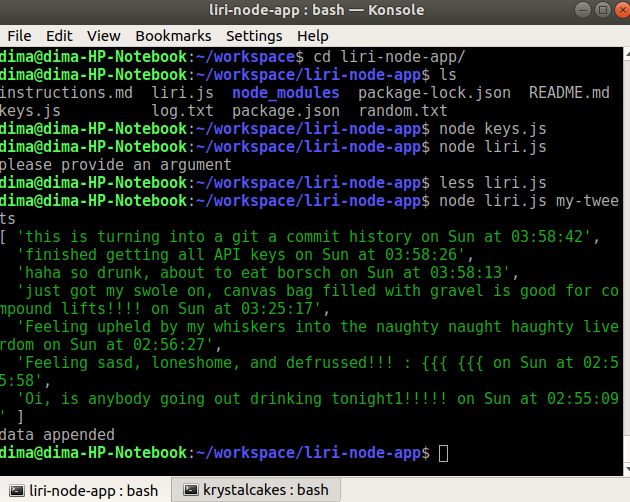 liri-node-app : bash — Konsole
File Edit View Bookmarks Settings Help
dima@dima-HP-Notebook:~/workspace$ cd liri-node-app/
dima@dima-HP-Notebook:~/workspace/liri-node-app$ ls
instructions.md liri.js node_modules package-lock.json README.md
keys.js log.txt package.json random.txt
dima@dima-HP-Notebook:~/workspace/liri-node-app$ node keys.js
dima@dima-HP-Notebook:~/workspace/liri-node-app$ node liri.js
please provide an argument
dima@dima-HP-Notebook:~/workspace/liri-node-app$ less liri.js
dima@dima-HP-Notebook:~/workspace/liri-node-app$ node liri.js my-twee
ts
[ 'this is turning into a git a commit history on Sun at 03:58:42',
'finished getting all API keys on Sun at 03:58:26',
'haha so drunk, about to eat borsch on Sun at 03:58:13',
'just got my swole on, canvas bag filled with gravel is good for co
mpound lifts!!!! on Sun at 03:25:17',
'Feeling upheld by my whiskers into the naughty naught haughty live
rdom on Sun at 02:56:27',
'Feeling sasd, loneshome, and defrussed!!! : {{{ {{{ on Sun at 02:5
5:58',
'Oi, is anybody going out drinking tonight1!!!!! on Sun at 02:55:09
' ]
data appended
dima@dima-HP-Notebook:~/workspace/liri-node-app$
liri-node-app : bash krystalcakes : bash